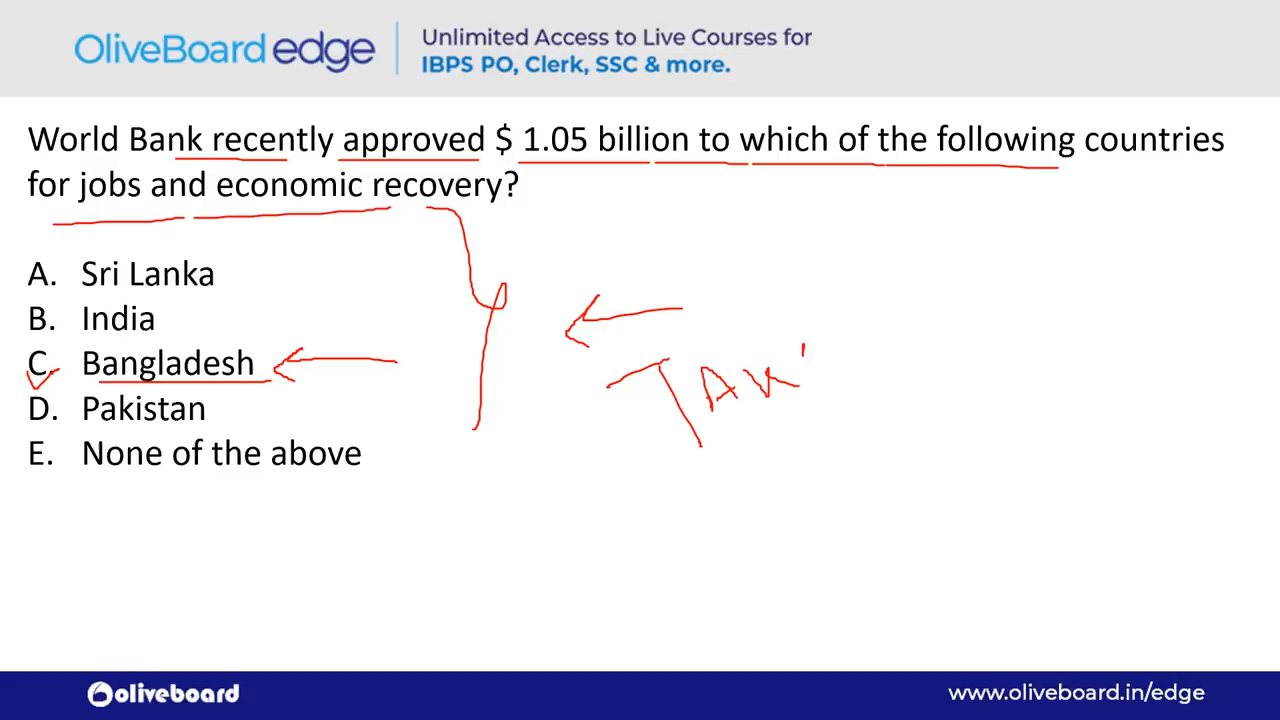 OliveBoard edge
Unlimited Access to Live Courses for
IBPS PO, Clerk, SSC & more.
World Bank recently approved $ 1.05 billion to which of the following countries
for jobs and economic recovery?
A. Sri Lanka
B. India
C. Bangladesh
D. Pakistan
E. None of the above
oliveboard
www.oliveboard.in/edge